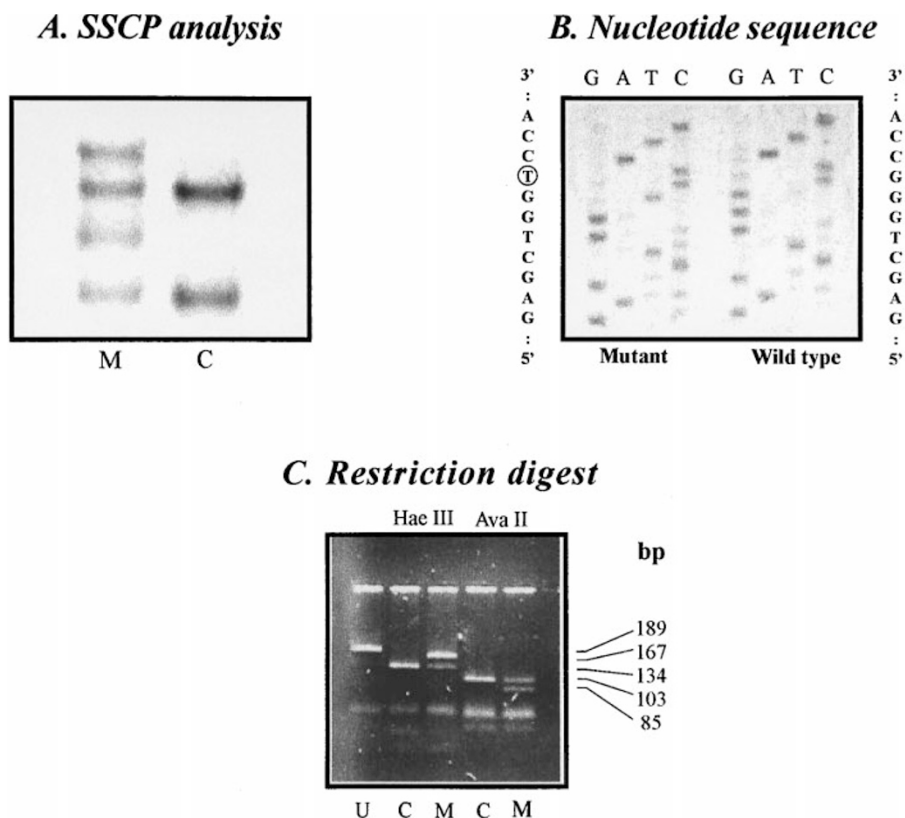 A. SSCP analysis
M C
B. Nucleotide sequence
G A T C G A T C
3'
:
A
C
C
T
G
G
T
C
G
A
G
:
5'
3'
:
A
C
C
G
G
G
T
C
G
A
G
:
5'
Mutant Wild type
C. Restriction digest
Hae III Ava II
bp
189
167
134
103
85
U C M C M